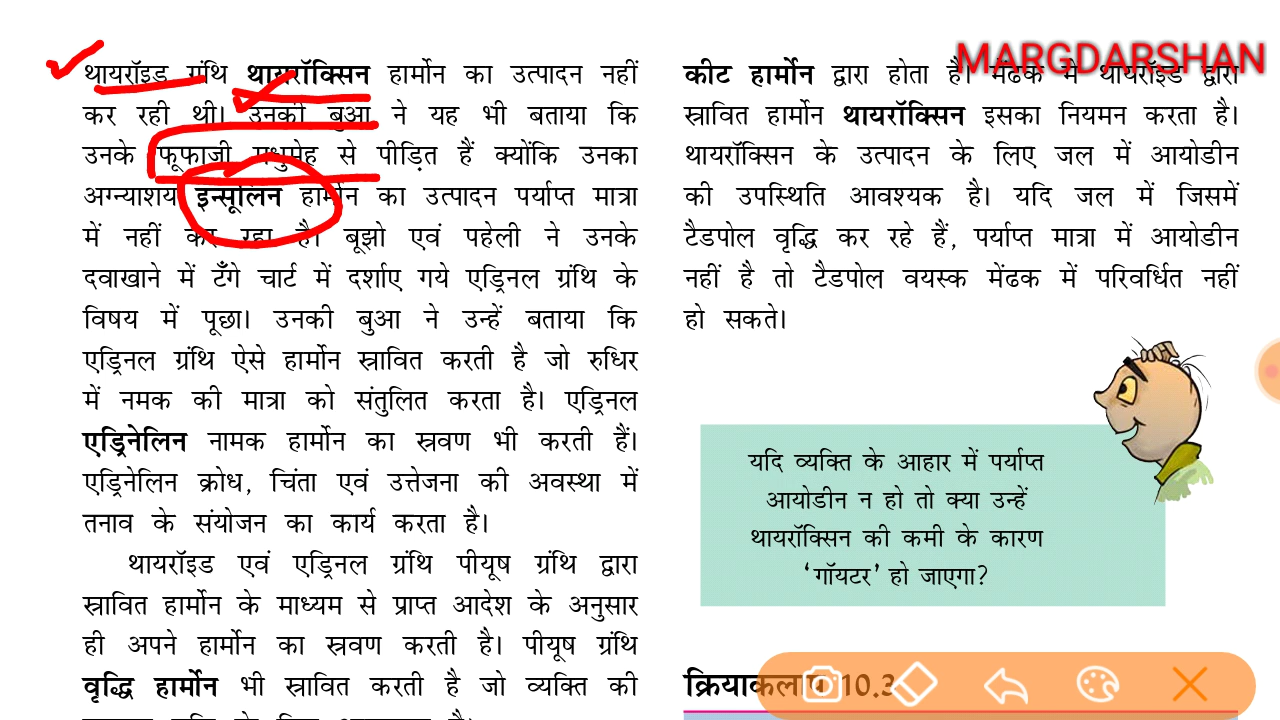 MARGDARSHAN
थायरॉइड ग्रंथि थायरॉक्सिन हार्मोन का उत्पादन नहीं
कर रही थी। उनकी बुआ ने यह भी बताया कि
उनके फूफाजी मधुमेह से पीड़ित हैं क्योंकि उनका
अग्न्याशय इन्सूलिन हार्मोन का उत्पादन पर्याप्त मात्रा
में नहीं कर रहा है। बूझो एवं पहेली ने उनके
दवाखाने में टँगे चार्ट में दर्शाए गये एड्रिनल ग्रंथि के
विषय में पूछा। उनकी बुआ ने उन्हें बताया कि
एड्रिनल ग्रंथि ऐसे हार्मोन स्रावित करती है जो रुधिर
में नमक की मात्रा को संतुलित करता है। एड्रिनल
एड्रिनेलिन नामक हार्मोन का स्रवण भी करती हैं।
एड्रिनेलिन क्रोध, चिंता एवं उत्तेजना की अवस्था में
तनाव के संयोजन का कार्य करता है।
थायरॉइड एवं एड्रिनल ग्रंथि पीयूष ग्रंथि द्वारा
स्रावित हार्मोन के माध्यम से प्राप्त आदेश के अनुसार
ही अपने हार्मोन का स्रवण करती है। पीयूष ग्रंथि
वृद्धि हार्मोन भी स्रावित करती है जो व्यक्ति की
कीट हार्मोन द्वारा होता है। मेंढक में थायरॉइड द्वारा
स्रावित हार्मोन थायरॉक्सिन इसका नियमन करता है।
थायरॉक्सिन के उत्पादन के लिए जल में आयोडीन
की उपस्थिति आवश्यक है। यदि जल में जिसमें
टैडपोल वृद्धि कर रहे हैं, पर्याप्त मात्रा में आयोडीन
नहीं है तो टैडपोल वयस्क मेंढक में परिवर्धित नहीं
हो सकते।
यदि व्यक्ति के आहार में पर्याप्त
आयोडीन न हो तो क्या उन्हें
थायरॉक्सिन की कमी के कारण
‘गॉयटर’ हो जाएगा?
क्रियाकलाप 10.3